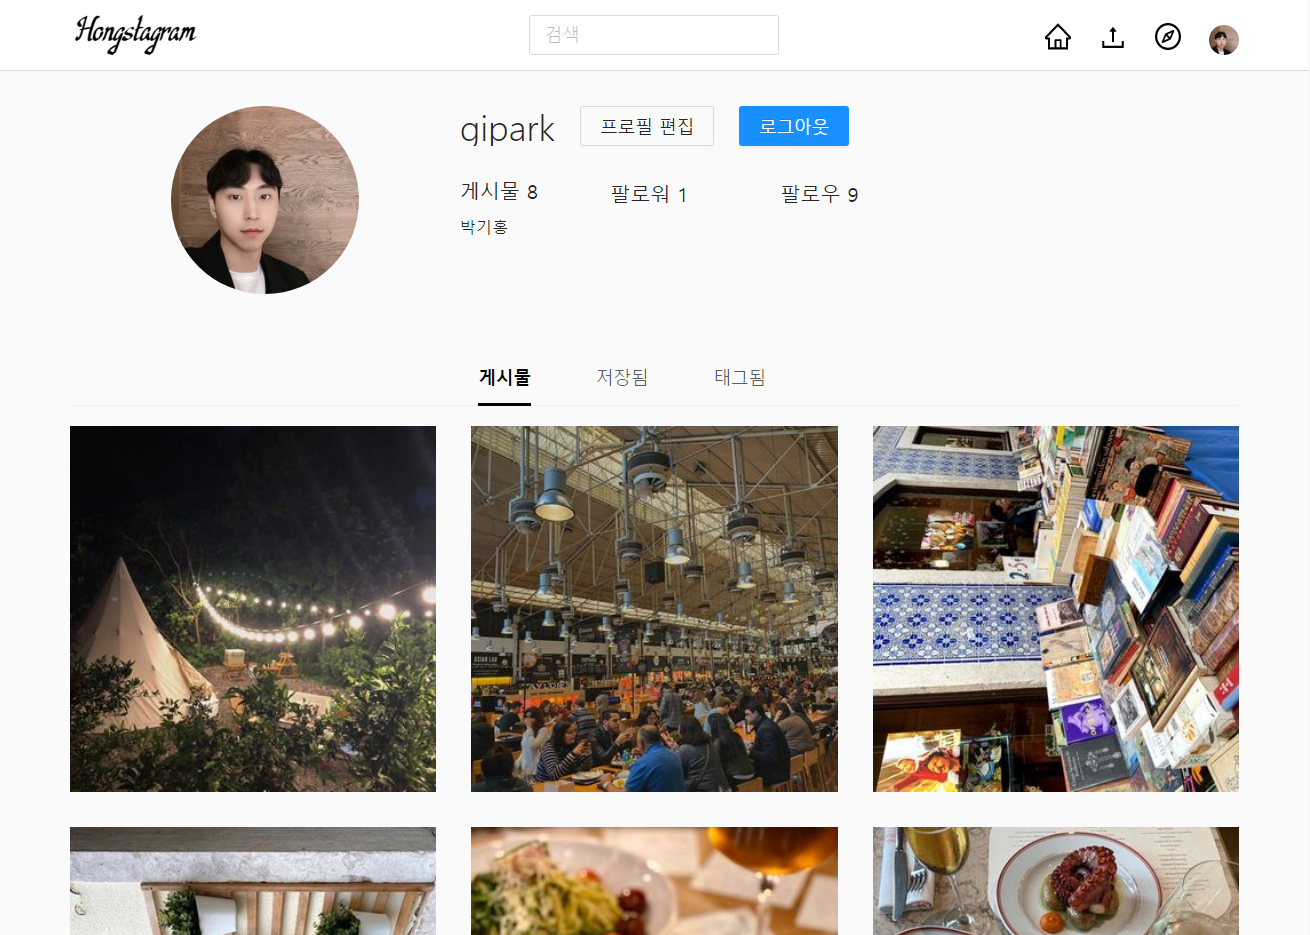 Hongstagram
검색
qipark 프로필 편집 로그아웃
게시물 8 팔로워 1 팔로우 9
박기홍
게시물 저장됨 태그됨
ASIAN LAB